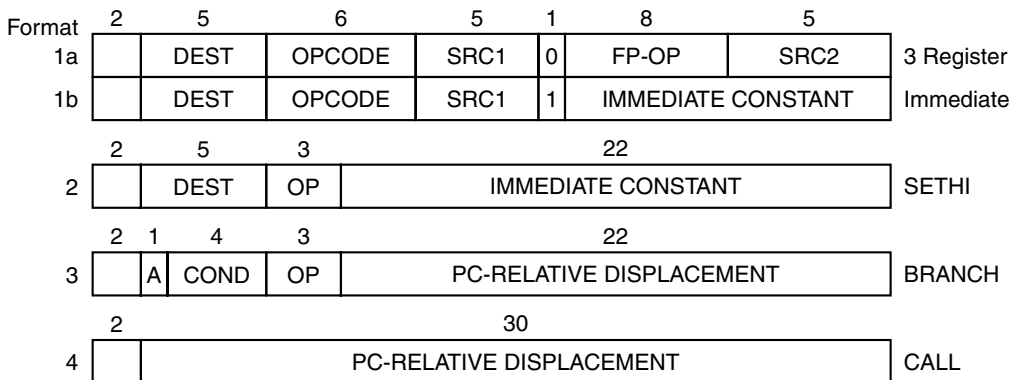 Format 2 5 6 5 1 8 5
1a DEST OPCODE SRC1 0 FP-OP SRC2 3 Register
1b DEST OPCODE SRC1 1 IMMEDIATE CONSTANT Immediate
2 5 3 22
2 DEST OP IMMEDIATE CONSTANT SETHI
2 1 4 3 22
3 A COND OP PC-RELATIVE DISPLACEMENT BRANCH
2 30
4 PC-RELATIVE DISPLACEMENT CALL